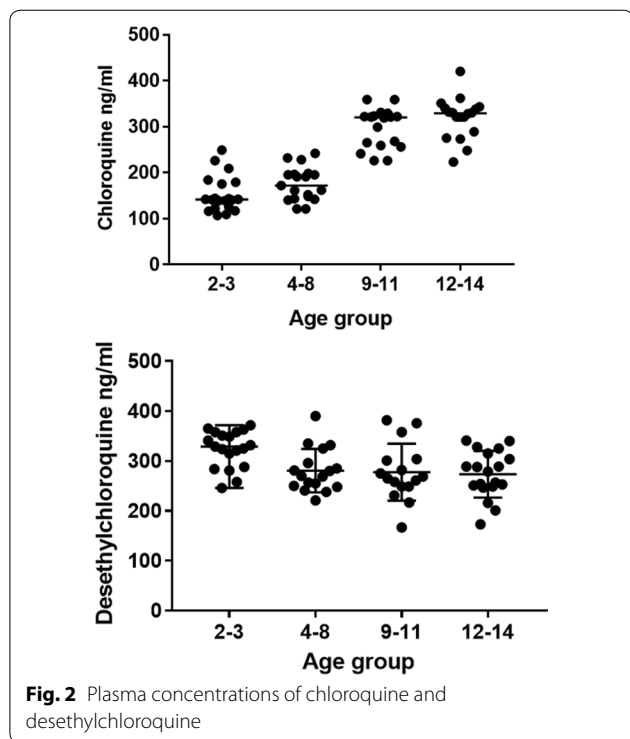 500
400
300
200
100
0
Chloroquine ng/ml
2-3 4-8 9-11 12-14
Age group
500
400
300
200
100
0
Desethylchloroquine ng/ml
2-3 4-8 9-11 12-14
Age group
Fig. 2 Plasma concentrations of chloroquine and
desethylchloroquine